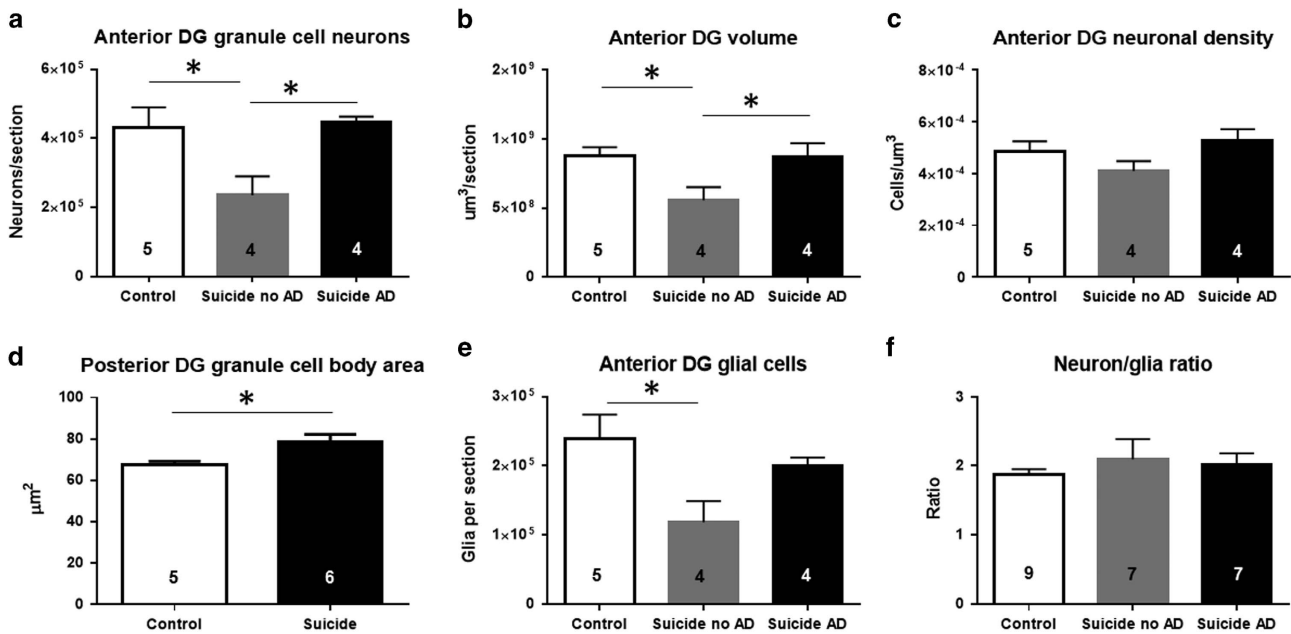 a
Anterior DG granule cell neurons
Neurons/section
6×10⁵
4×10⁵
2×10⁵
0
*
*
5
4
4
Control
Suicide no AD
Suicide AD
b
Anterior DG volume
um³/section
2×10⁹
1×10⁹
5×10⁸
0
*
*
5
4
4
Control
Suicide no AD
Suicide AD
c
Anterior DG neuronal density
Cells/um³
8×10⁻⁴
6×10⁻⁴
4×10⁻⁴
2×10⁻⁴
0
5
4
4
Control
Suicide no AD
Suicide AD
d
Posterior DG granule cell body area
µm²
100
80
60
40
20
0
*
5
6
Control
Suicide
e
Anterior DG glial cells
Glia per section
3×10⁵
2×10⁵
1×10⁵
0
*
5
4
4
Control
Suicide no AD
Suicide AD
f
Neuron/glia ratio
Ratio
3
2
1
0
9
7
7
Control
Suicide no AD
Suicide AD